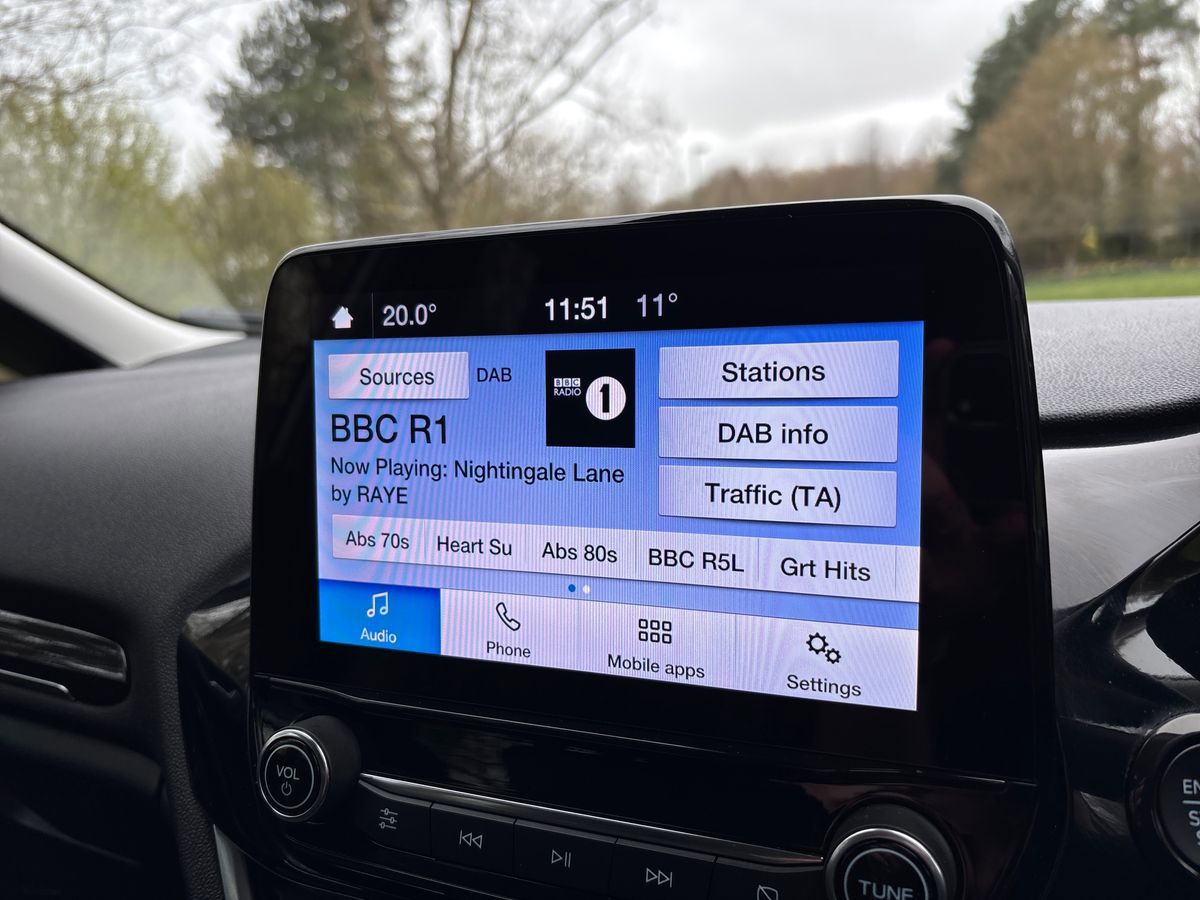 20.0° 11:51 11°
Sources DAB
BBC RADIO 1
Stations
BBC R1
DAB info
Now Playing: Nightingale Lane
by RAYE
Traffic (TA)
Abs 70s Heart Su Abs 80s BBC R5L Grt Hits
Audio Phone Mobile apps Settings
VOL
TUNE